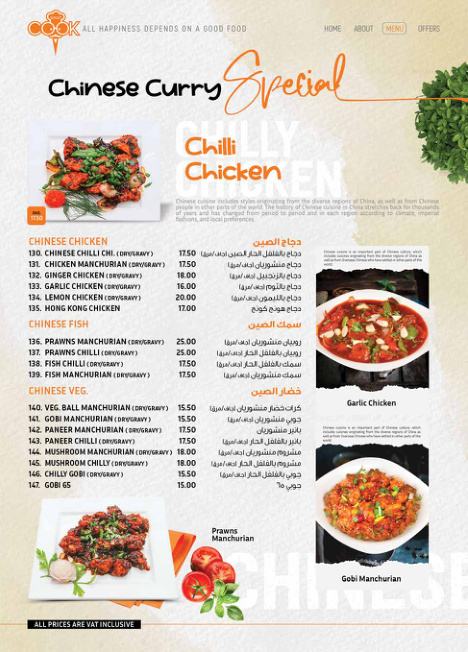 COOK
ALL HAPPINESS DEPENDS ON A GOOD FOOD
HOME ABOUT MENU OFFERS
Chinese Curry Special
CHILLY CHICKEN
Chilli
Chicken
Chinese cuisine includes styles originating from the diverse regions of China, as well as from Chinese
people in other parts of the world. The history of Chinese cuisine in China stretches back for thousands
of years and has changed from period to period and in each region according to climate, imperial
fashions, and local preferences
17.50
CHINESE CHICKEN دجاج الصين
130. CHINESE CHILLI CHI. (DRY/GRAVY) 17.50 دجاج بالفلفل الحار الصين (جاف/مرق)
131. CHICKEN MANCHURIAN (DRY/GRAVY) 17.50 دجاج منشوريان (جاف/مرق)
132. GINGER CHICKEN (DRY/GRAVY) 18.00 دجاج بالزنجبيل (جاف/مرق)
133. GARLIC CHICKEN (DRY/GRAVY) 16.00 دجاج بالثوم (جاف/مرق)
134. LEMON CHICKEN (DRY/GRAVY) 20.00 دجاج بالليمون (جاف/مرق)
135. HONG KONG CHICKEN 17.00 دجاج هونج كونج
CHINESE FISH سمك الصين
136. PRAWNS MANCHURIAN (DRY/GRAVY) 25.00 روبيان منشوريان (جاف/مرق)
137. PRAWNS CHILLI (DRY/GRAVY) 25.00 روبيان بالفلفل الحار (جاف/مرق)
138. FISH CHILLI (DRY/GRAVY) 17.50 سمك بالفلفل الحار (جاف/مرق)
139. FISH MANCHURIAN (DRY/GRAVY) 17.50 سمك منشوريان (جاف/مرق)
CHINESE VEG. خضار الصين
140. VEG. BALL MANCHURIAN (DRY/GRAVY) 15.50 كرات خضار منشوريان (جاف/مرق)
141. GOBI MANCHURIAN (DRY/GRAVY) 15.50 جوبي منشوريان (جاف/مرق)
142. PANEER MANCHURIAN (DRY/GRAVY) 17.50 بانير منشوريان
143. PANEER CHILLI (DRY/GRAVY) 17.50 بانير بالفلفل الحار (جاف/مرق)
144. MUSHROOM MANCHURIAN (DRY/GRAVY) 18.00 مشروم منشوريان (جاف/مرق)
145. MUSHROOM CHILLY (DRY/GRAVY) 18.00 مشروم بالفلفل الحار (جاف/مرق)
146. CHILLY GOBI (DRY/GRAVY) 15.50 جوبي بالفلفل الحار (جاف/مرق)
147. GOBI 65 15.00 جوبي ٦٥
Chinese cuisine is an important part of Chinese culture, which
includes cuisines originating from the diverse regions of China as
well as from Overseas Chinese who have settled in other parts of the
world.
Garlic Chicken
Chinese cuisine is an important part of Chinese culture, which
includes cuisines originating from the diverse regions of China as
well as from Overseas Chinese who have settled in other parts of the
world.
Gobi Manchurian
Prawns
Manchurian
CHINESE
ALL PRICES ARE VAT INCLUSIVE